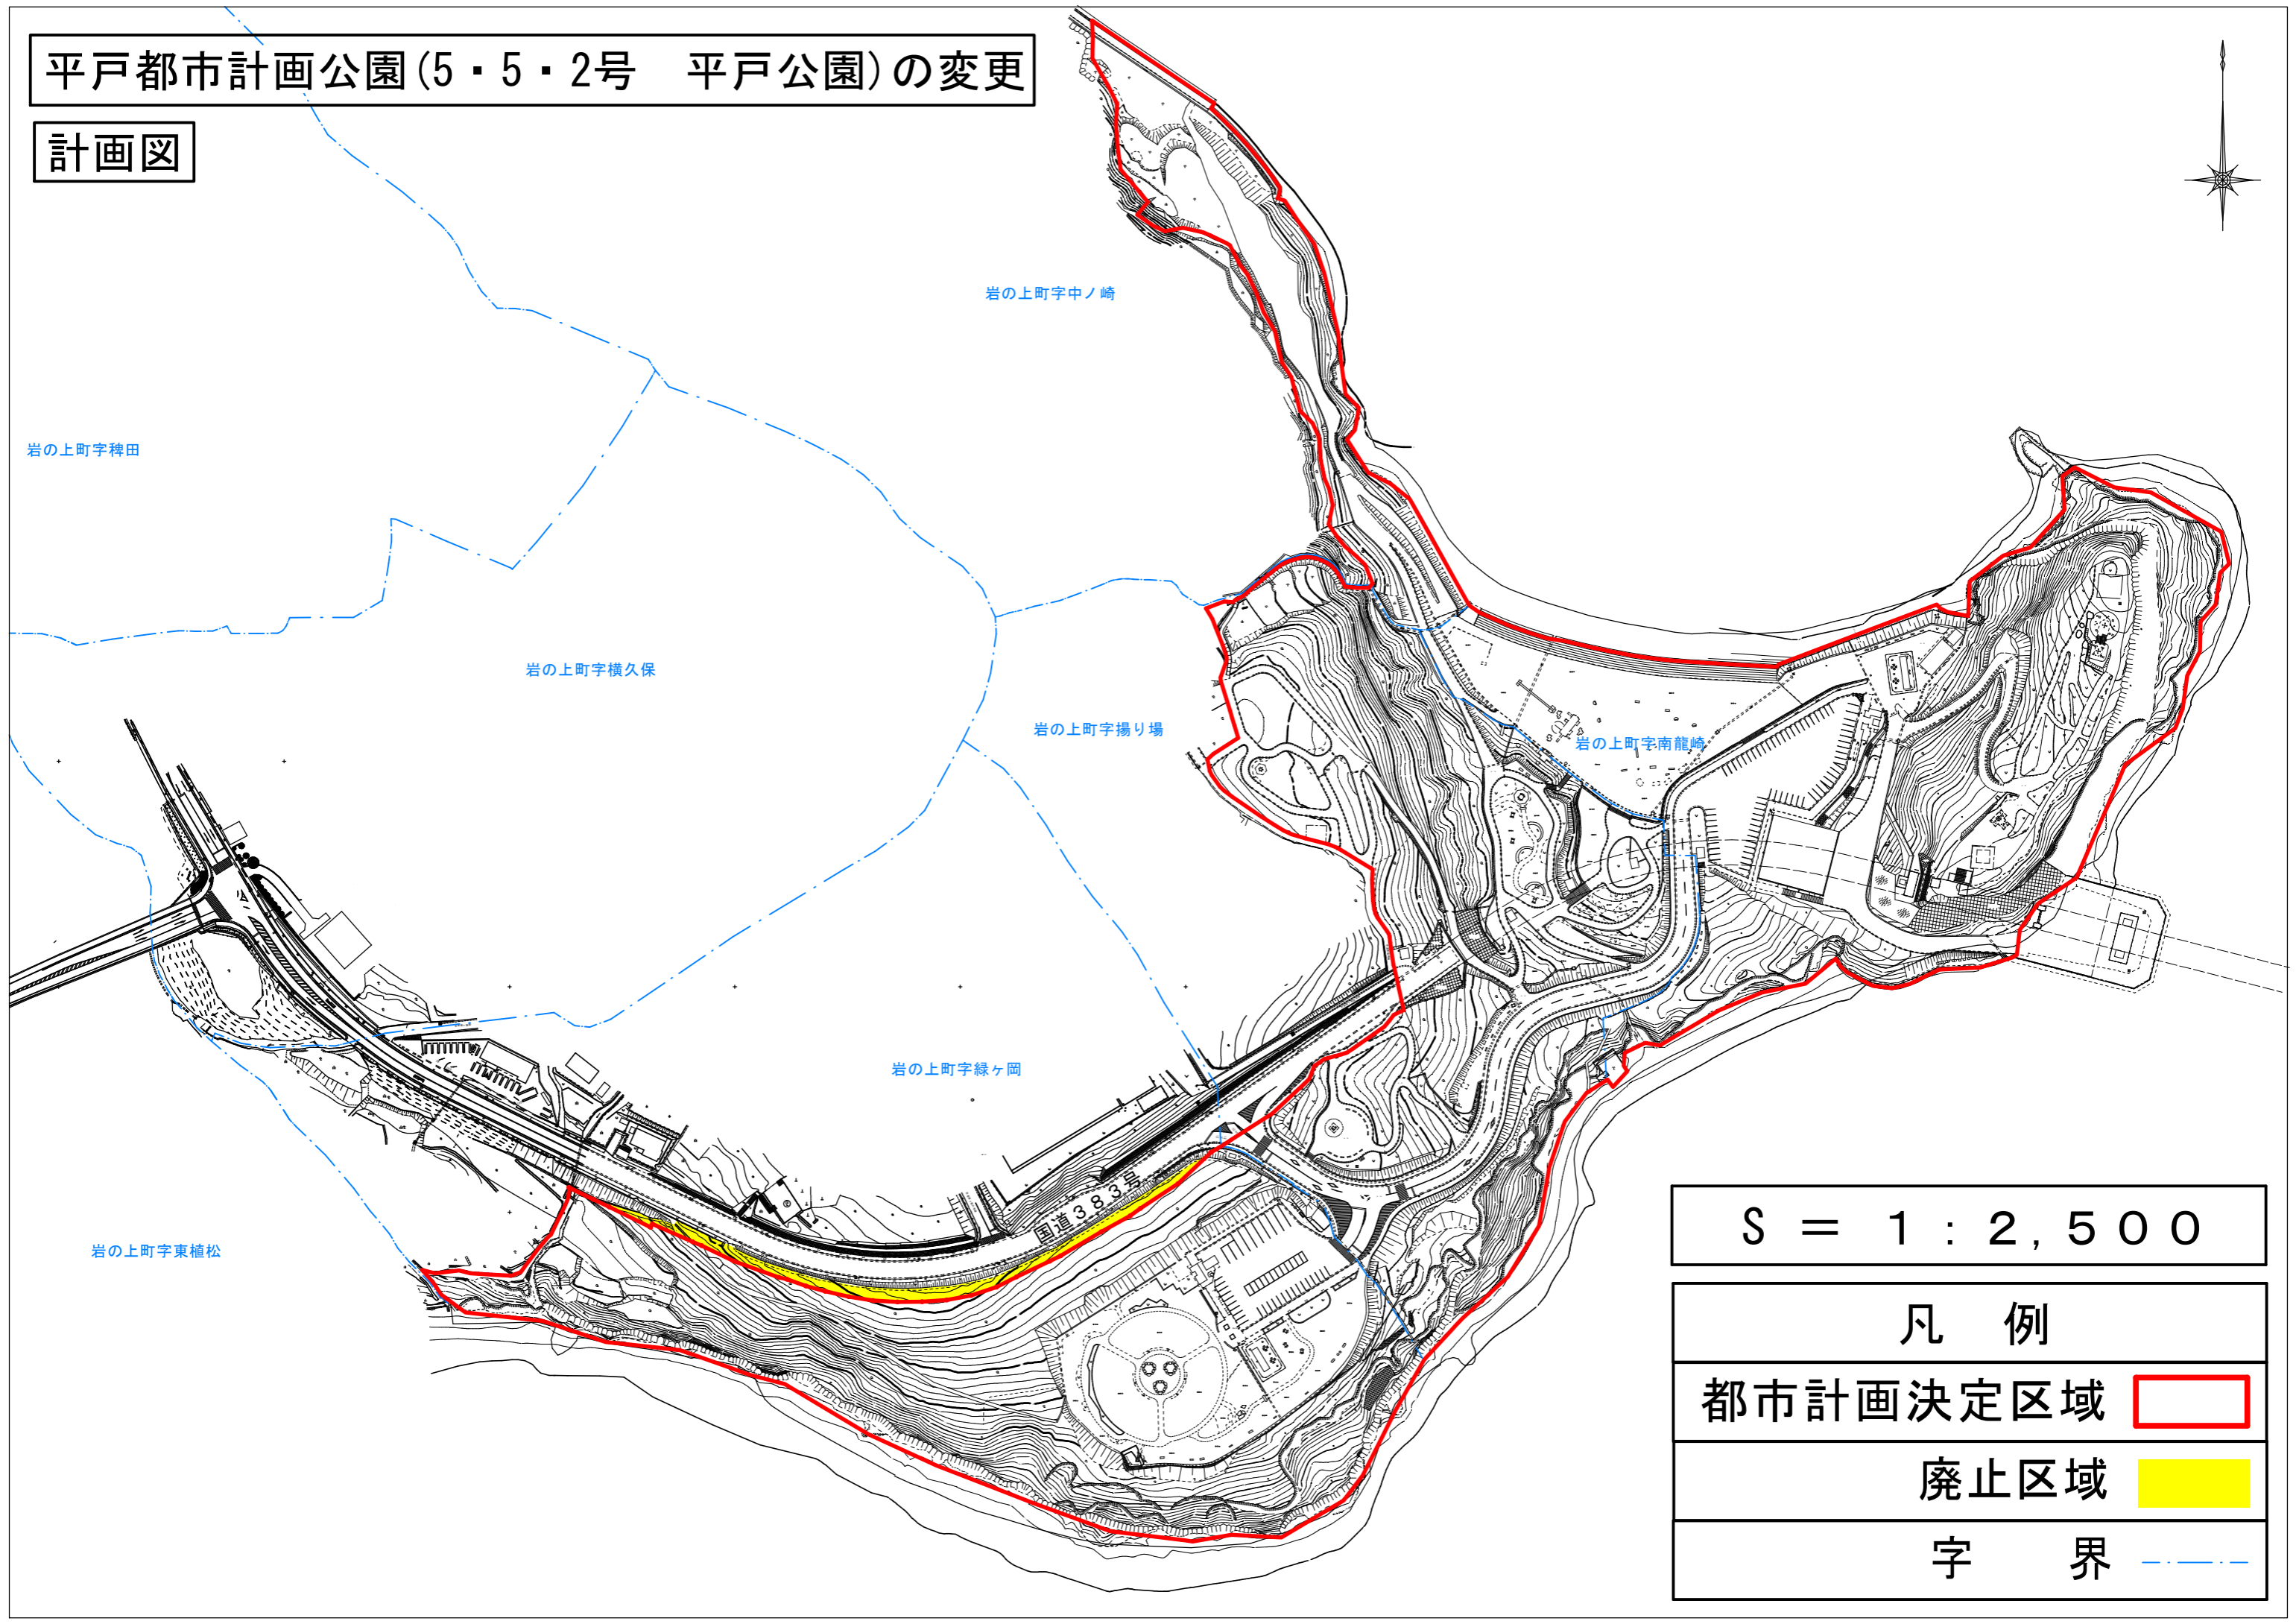 平戸都市計画公園(5・5・2号　平戸公園)の変更
計画図
岩の上町字中ノ崎
岩の上町字稗田
岩の上町字横久保
岩の上町字揚り場
岩の上町字南龍崎
岩の上町字緑ヶ岡
国道383号
岩の上町字東植松
S = 1：2,500
凡　例
都市計画決定区域
廃止区域
字　　界